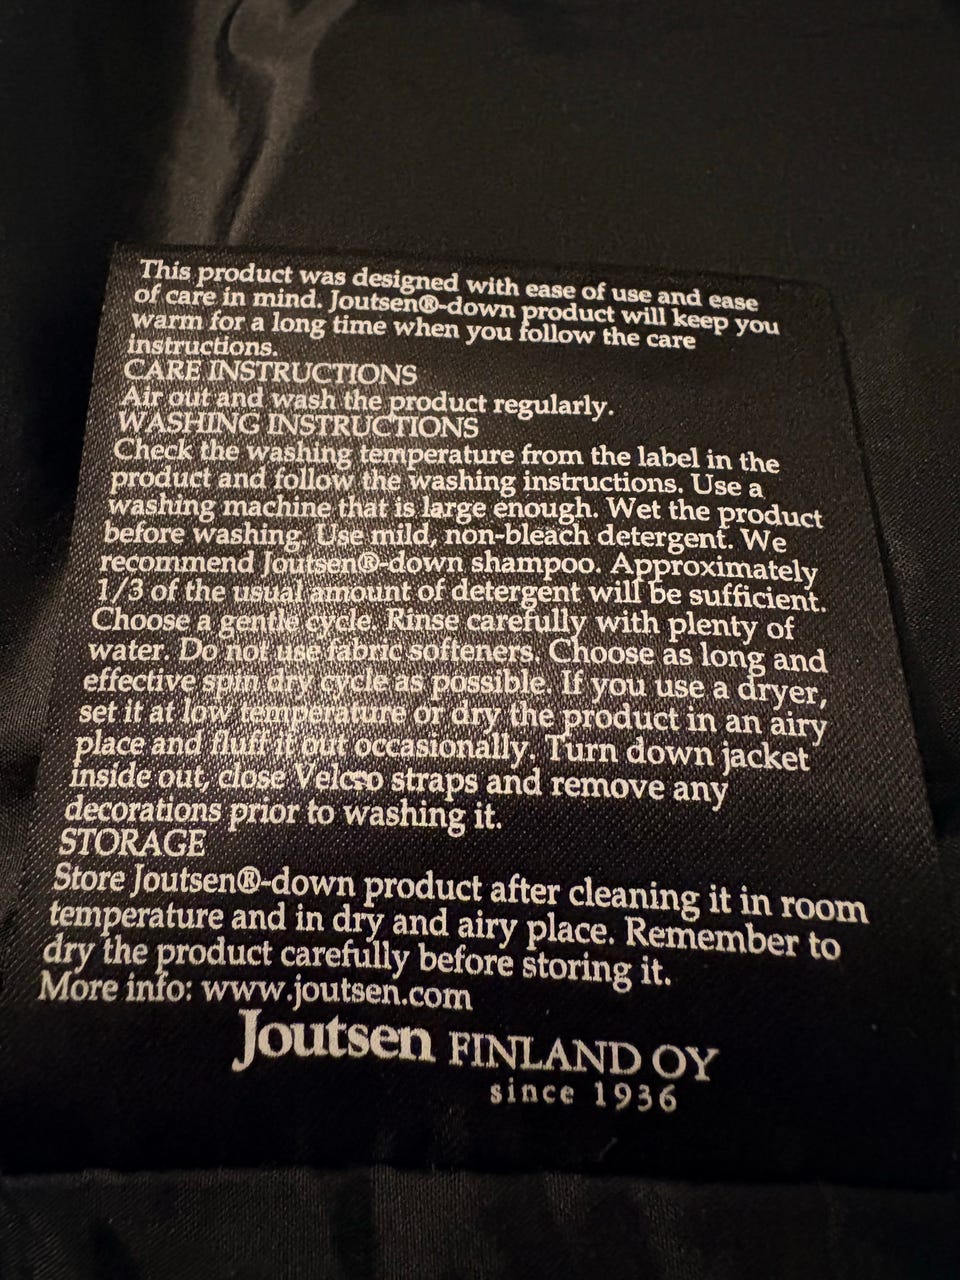 This product was designed with ease of use and ease
of care in mind. Joutsen®-down product will keep you
warm for a long time when you follow the care
instructions.
CARE INSTRUCTIONS
Air out and wash the product regularly.
WASHING INSTRUCTIONS
Check the washing temperature from the label in the
product and follow the washing instructions. Use a
washing machine that is large enough. Wet the product
before washing. Use mild, non-bleach detergent. We
recommend Joutsen®-down shampoo. Approximately
1/3 of the usual amount of detergent will be sufficient.
Choose a gentle cycle. Rinse carefully with plenty of
water. Do not use fabric softeners. Choose as long and
effective spin dry cycle as possible. If you use a dryer,
set it at low temperature or dry the product in an airy
place and fluff it out occasionally. Turn down jacket
inside out, close Velcro straps and remove any
decorations prior to washing it.
STORAGE
Store Joutsen®-down product after cleaning it in room
temperature and in dry and airy place. Remember to
dry the product carefully before storing it.
More info: www.joutsen.com
Joutsen FINLAND OY
since 1936